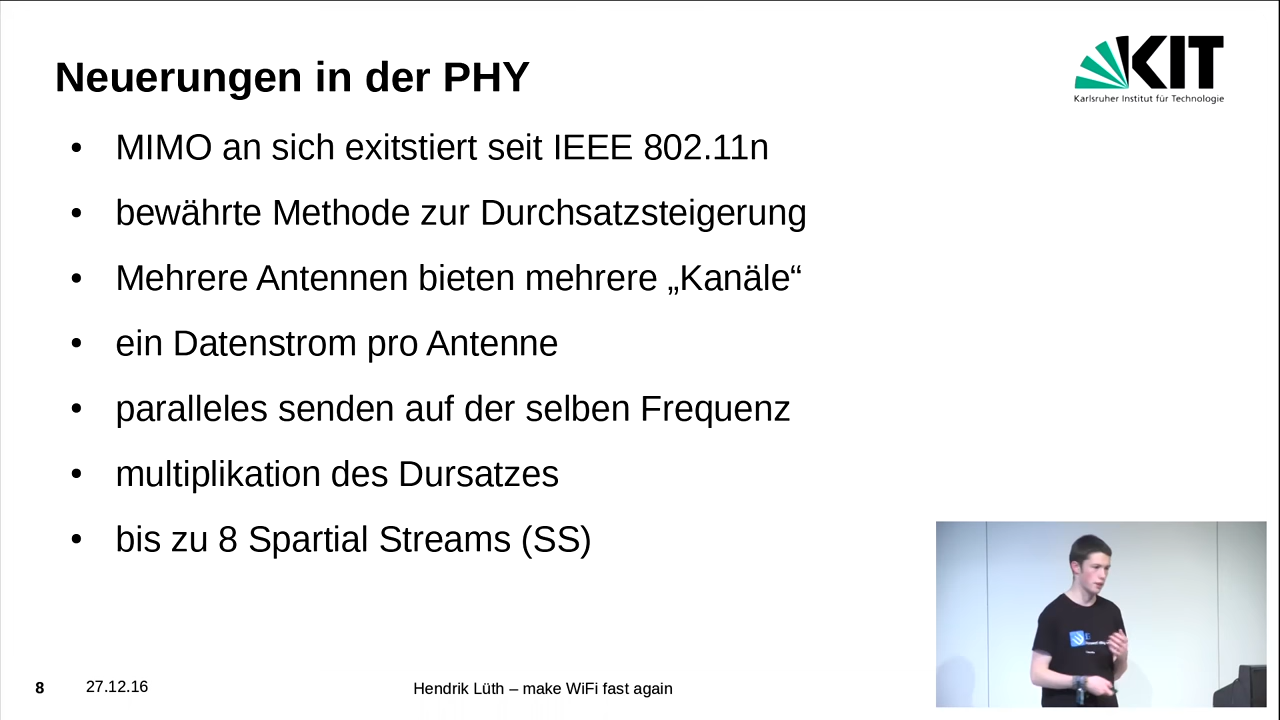 Neuerungen in der PHY
KIT
Karlsruher Institut für Technologie
• MIMO an sich exitstiert seit IEEE 802.11n
• bewährte Methode zur Durchsatzsteigerung
• Mehrere Antennen bieten mehrere „Kanäle“
• ein Datenstrom pro Antenne
• paralleles senden auf der selben Frequenz
• multiplikation des Dursatzes
• bis zu 8 Spartial Streams (SS)
8
27.12.16
Hendrik Lüth – make WiFi fast again